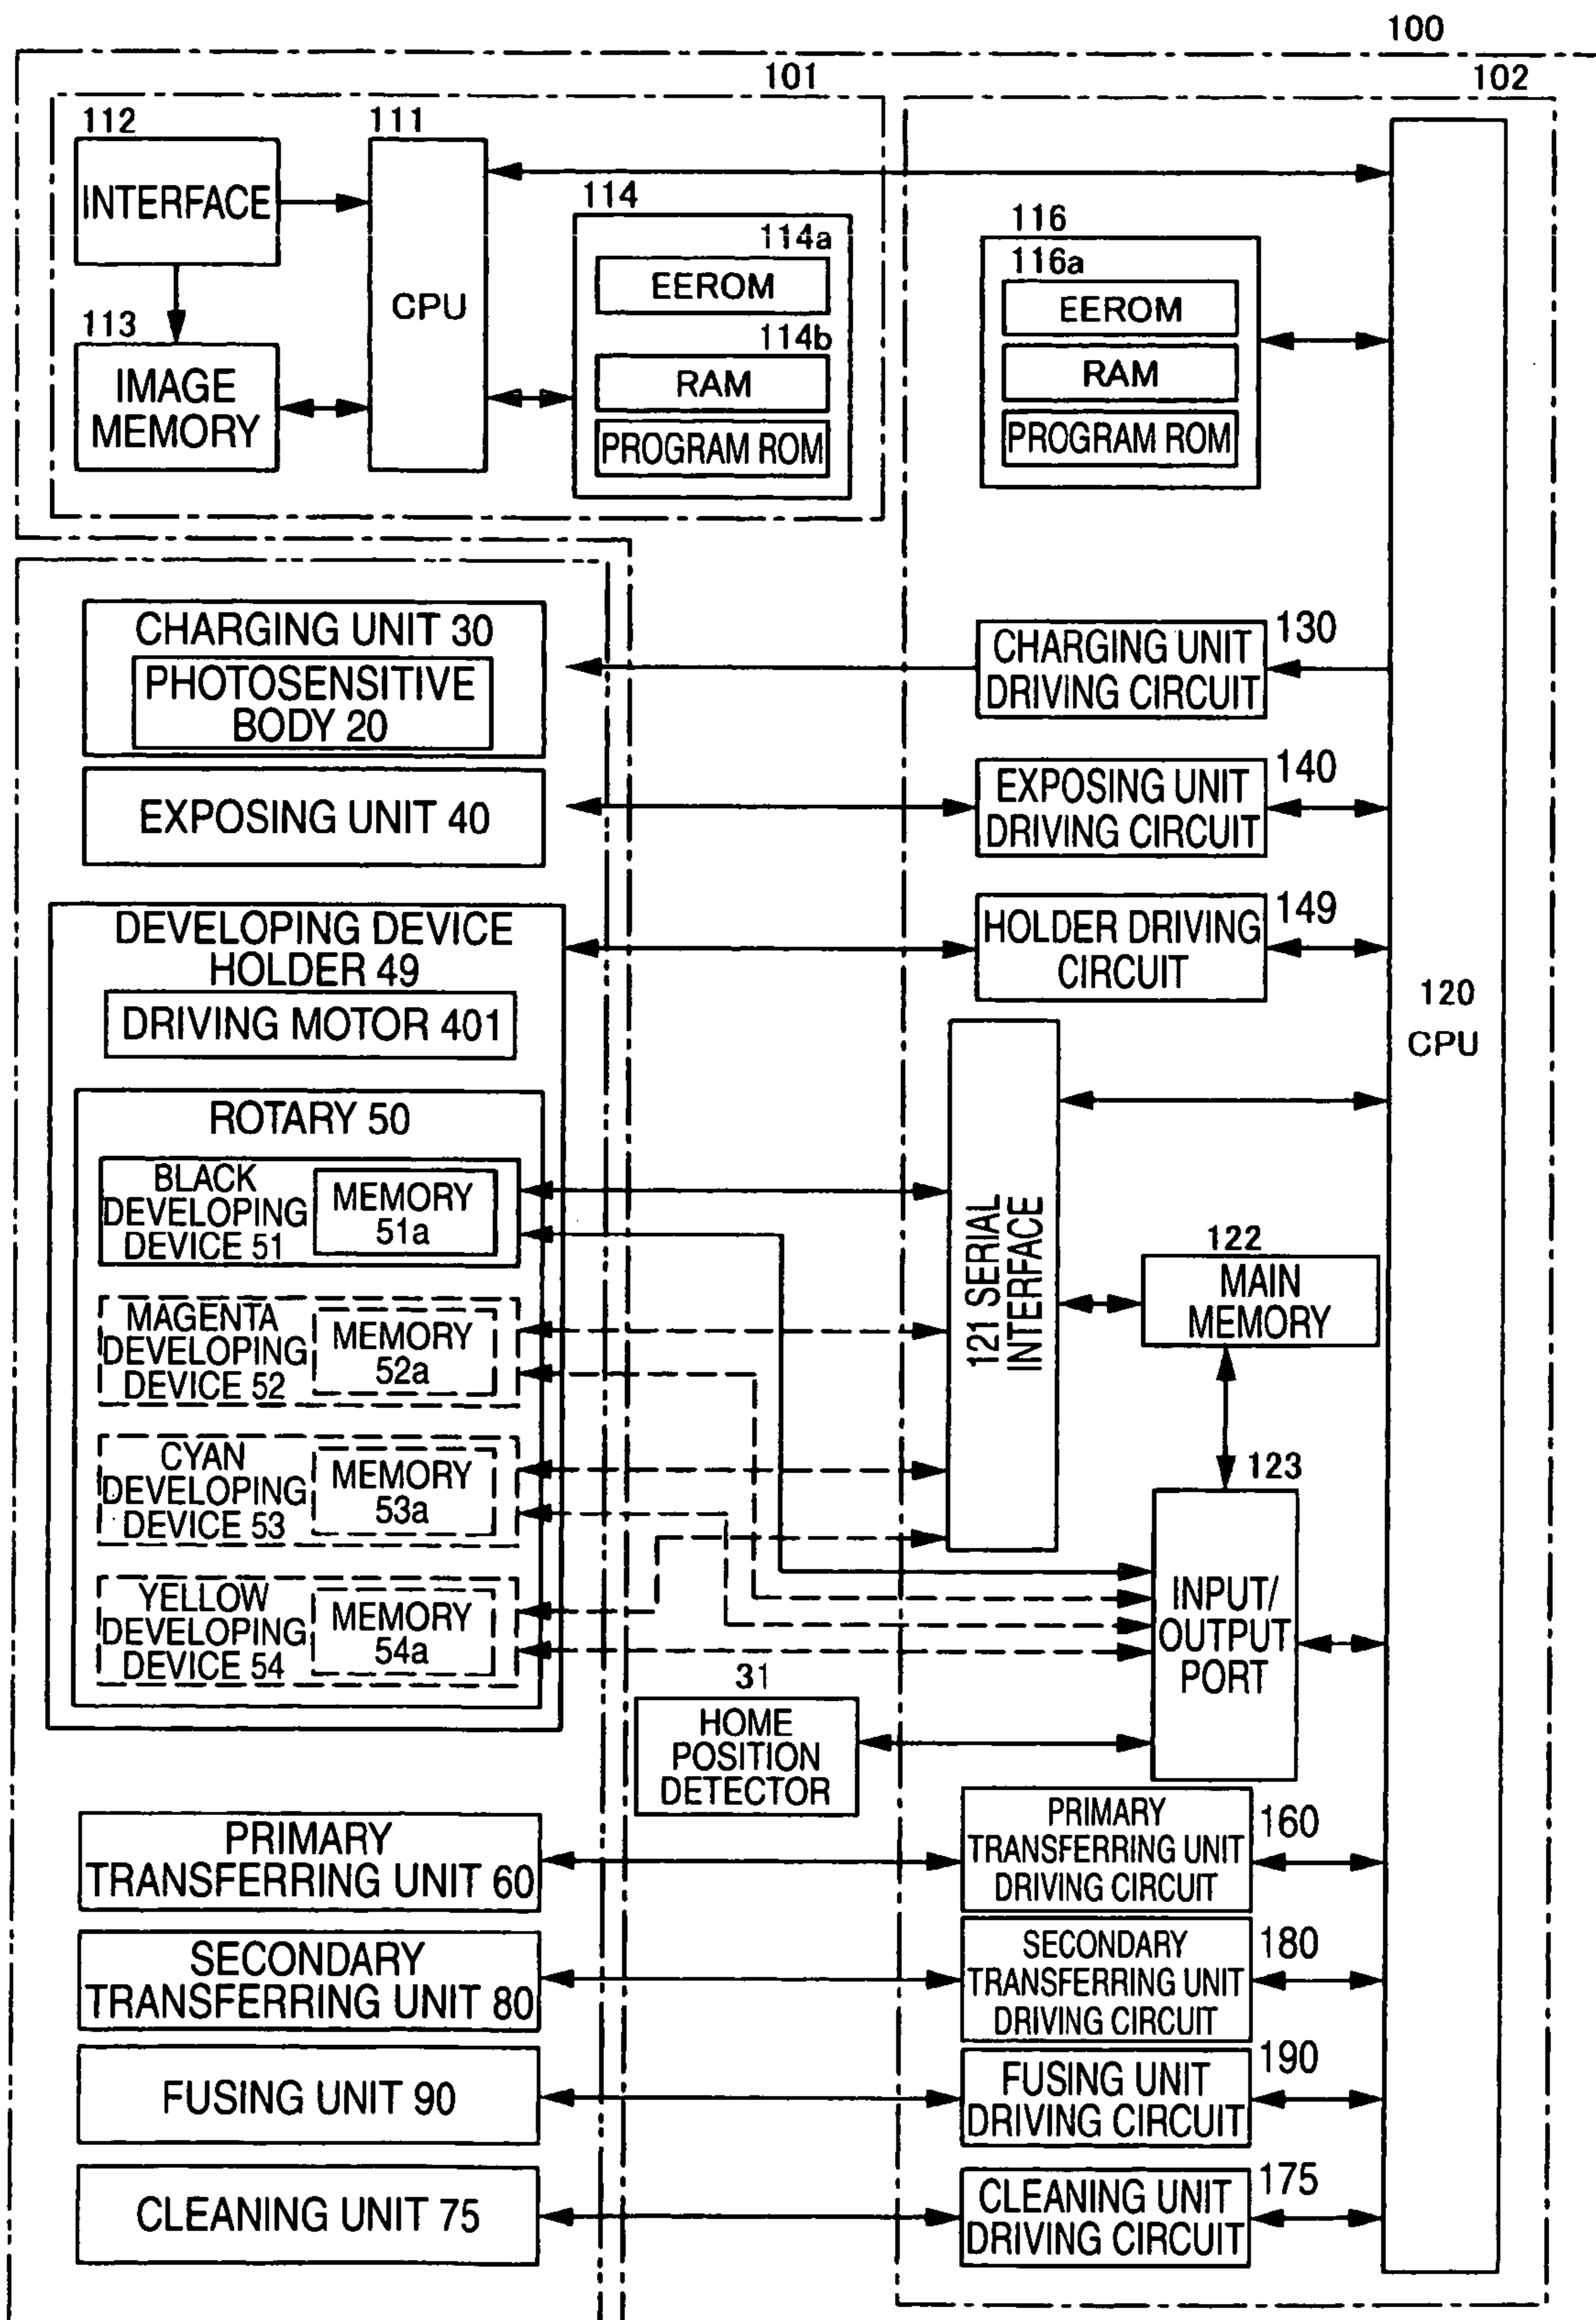 100
101
102
112
111
INTERFACE
114
114a
EEROM
CPU
113
114b
IMAGE
MEMORY
RAM
PROGRAM ROM
116
116a
EEROM
RAM
PROGRAM ROM
CHARGING UNIT 30
PHOTOSENSITIVE
BODY 20
CHARGING UNIT
DRIVING CIRCUIT
130
EXPOSING UNIT 40
EXPOSING UNIT
DRIVING CIRCUIT
140
DEVELOPING DEVICE
HOLDER 49
DRIVING MOTOR 401
HOLDER DRIVING
CIRCUIT
149
120
CPU
ROTARY 50
BLACK
DEVELOPING
DEVICE 51
MEMORY
51a
MAGENTA
DEVELOPING
DEVICE 52
MEMORY
52a
CYAN
DEVELOPING
DEVICE 53
MEMORY
53a
YELLOW
DEVELOPING
DEVICE 54
MEMORY
54a
121 SERIAL
INTERFACE
122
MAIN
MEMORY
123
INPUT/
OUTPUT
PORT
31
HOME
POSITION
DETECTOR
PRIMARY
TRANSFERRING UNIT 60
PRIMARY
TRANSFERRING UNIT
DRIVING CIRCUIT
160
SECONDARY
TRANSFERRING UNIT 80
SECONDARY
TRANSFERRING UNIT
DRIVING CIRCUIT
180
FUSING UNIT 90
FUSING UNIT
DRIVING CIRCUIT
190
CLEANING UNIT 75
CLEANING UNIT
DRIVING CIRCUIT
175